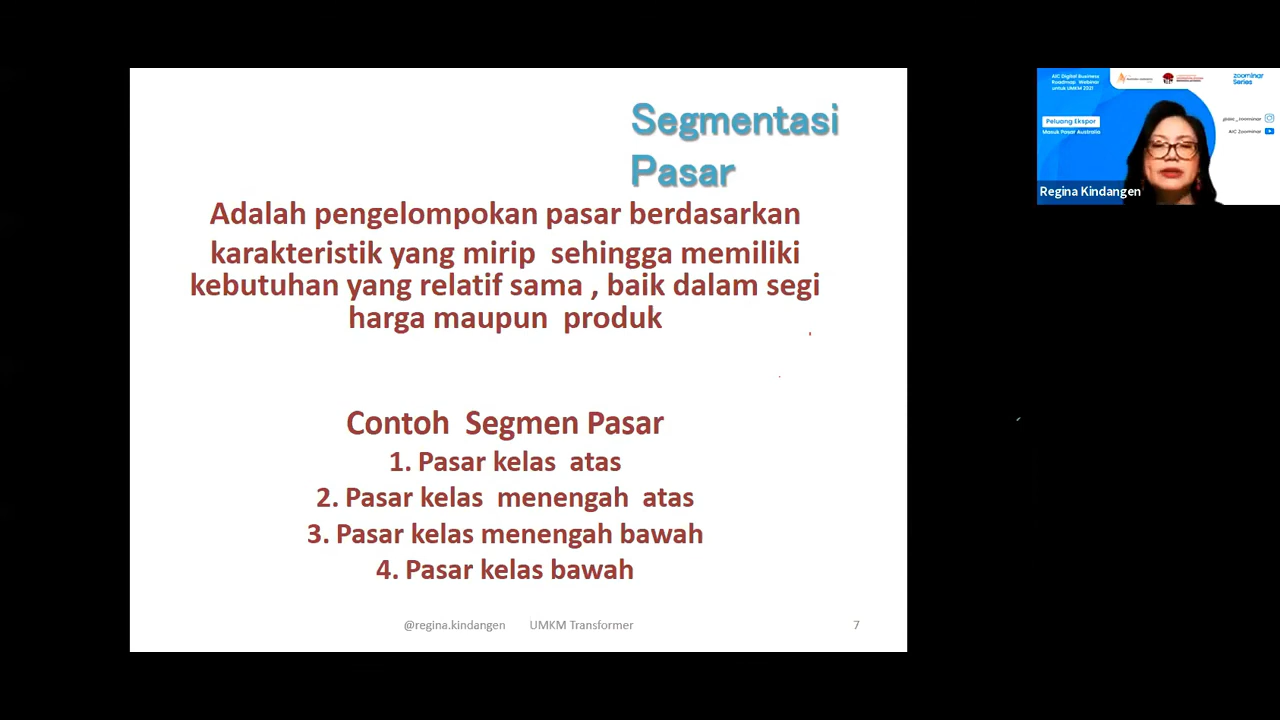 Segmentasi
Pasar
Adalah pengelompokan pasar berdasarkan
karakteristik yang mirip sehingga memiliki
kebutuhan yang relatif sama , baik dalam segi
harga maupun produk
Contoh Segmen Pasar
1. Pasar kelas atas
2. Pasar kelas menengah atas
3. Pasar kelas menengah bawah
4. Pasar kelas bawah
@regina.kindangen UMKM Transformer 7
AIC Digital Business
Roadmap Webinar
untuk UMKM 2021
zoominar
Series
Peluang Ekspor
Masuk Pasar Australia
@aic_zoominar
AIC Zoominar
Regina Kindangen